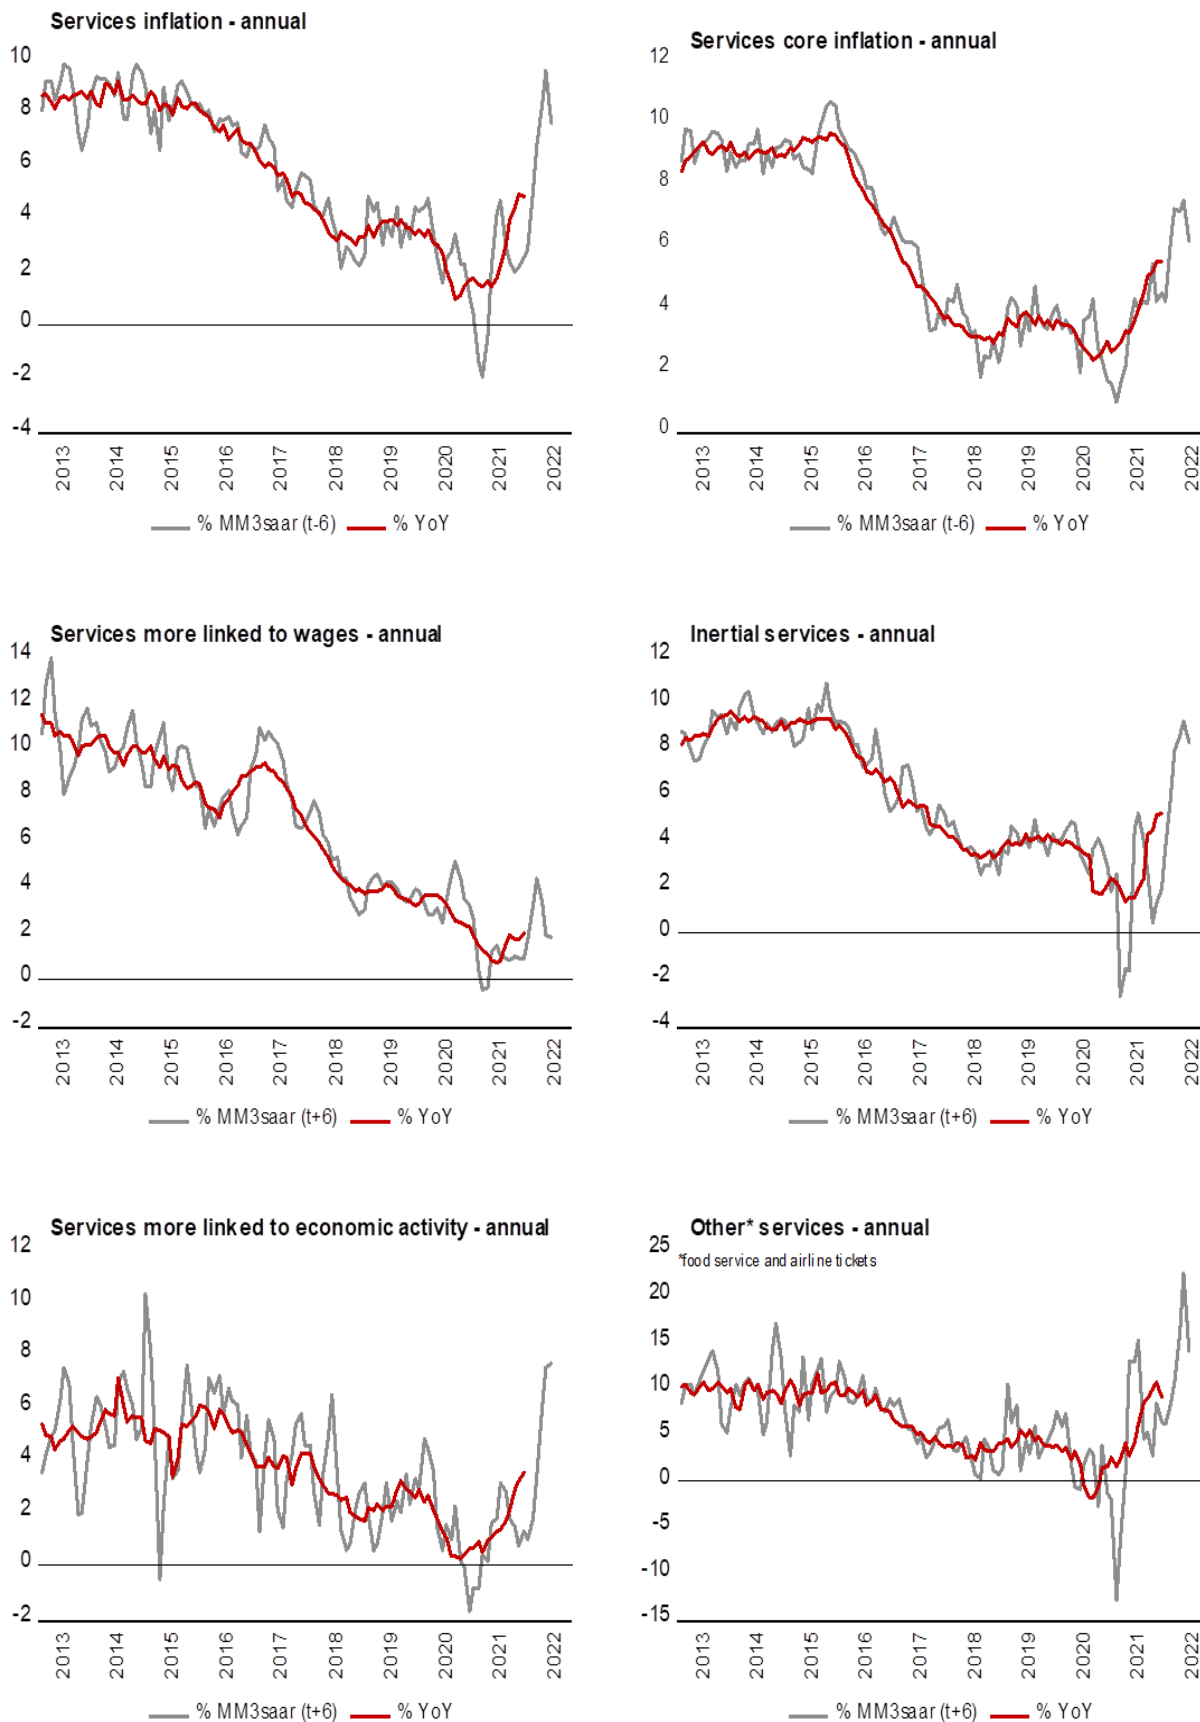 Services inflation - annual
10
8
6
4
2
0
-2
-4
2013 2014 2015 2016 2017 2018 2019 2020 2021 2022
% MM3saar (t-6) % YoY
Services core inflation - annual
12
10
8
6
4
2
0
2013 2014 2015 2016 2017 2018 2019 2020 2021 2022
% MM3saar (t-6) % YoY
Services more linked to wages - annual
14
12
10
8
6
4
2
0
-2
2013 2014 2015 2016 2017 2018 2019 2020 2021 2022
% MM3saar (t+6) % YoY
Inertial services - annual
12
10
8
6
4
2
0
-2
-4
2013 2014 2015 2016 2017 2018 2019 2020 2021 2022
% MM3saar (t+6) % YoY
Services more linked to economic activity - annual
12
10
8
6
4
2
0
-2
2013 2014 2015 2016 2017 2018 2019 2020 2021 2022
% MM3saar (t+6) % YoY
Other* services - annual
*food service and airline tickets
25
20
15
10
5
0
-5
-10
-15
2013 2014 2015 2016 2017 2018 2019 2020 2021 2022
% MM3saar (t+6) % YoY